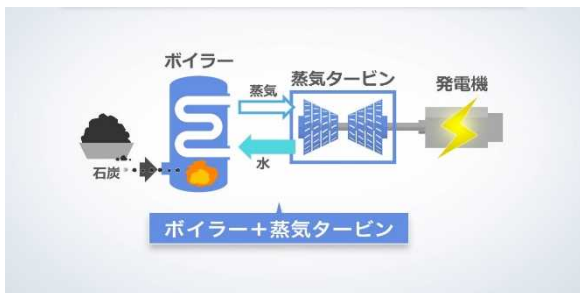 ボイラー
蒸気タービン
発電機
蒸気
石炭
水
ボイラー＋蒸気タービン